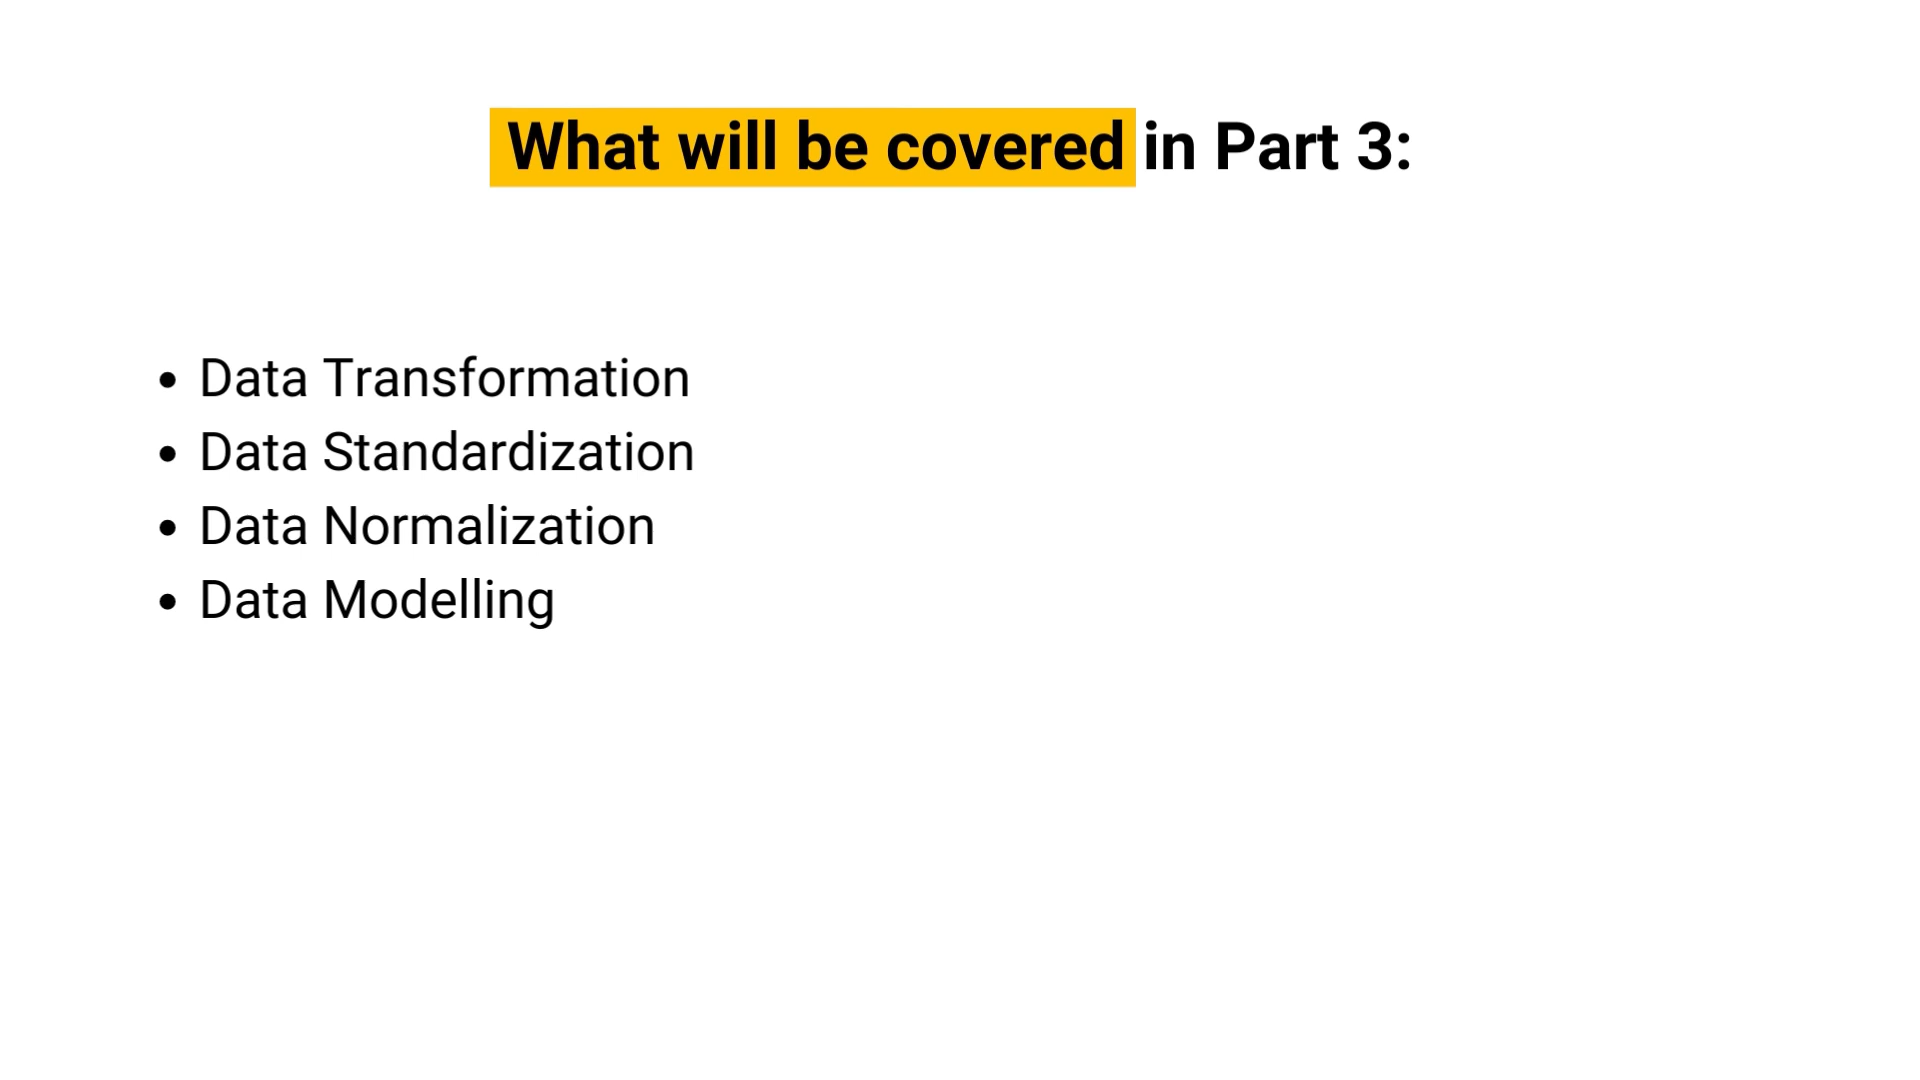 What will be covered in Part 3:
• Data Transformation
• Data Standardization
• Data Normalization
• Data Modelling